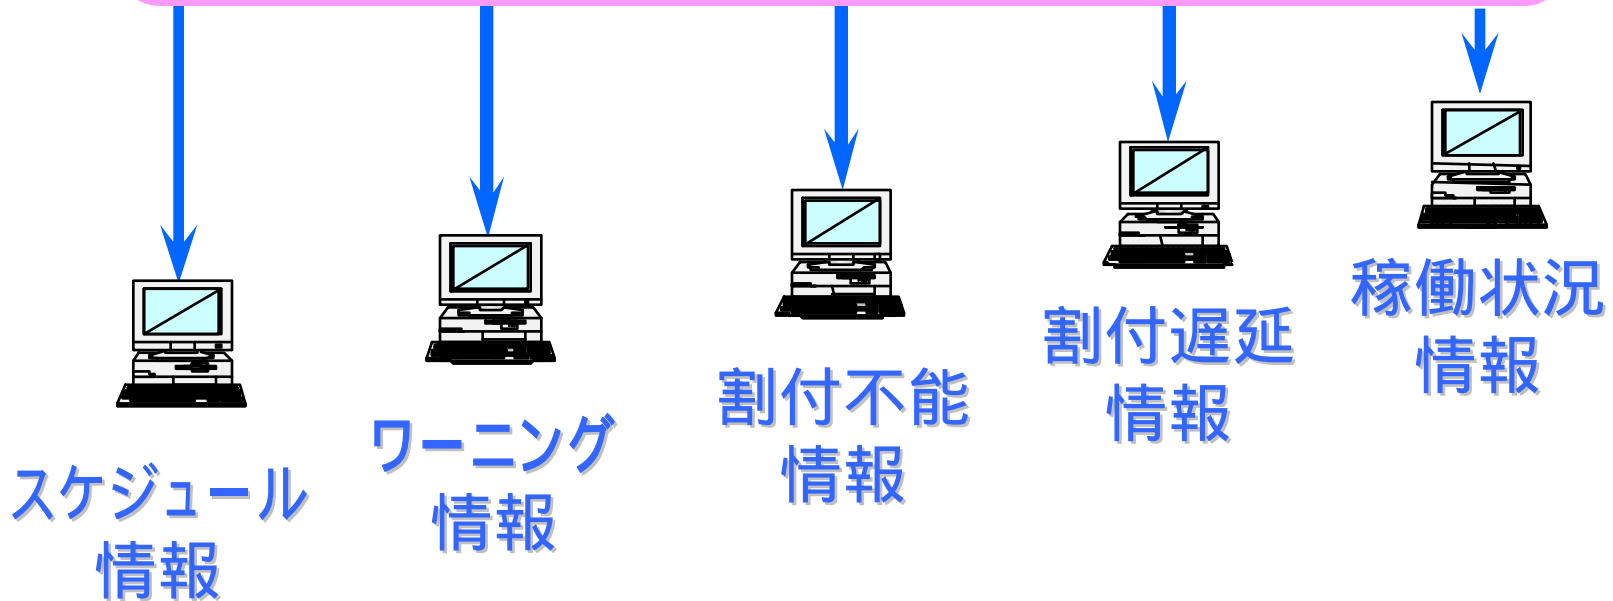 スケジュール
情報
ワーニング
情報
割付不能
情報
割付遅延
情報
稼働状況
情報